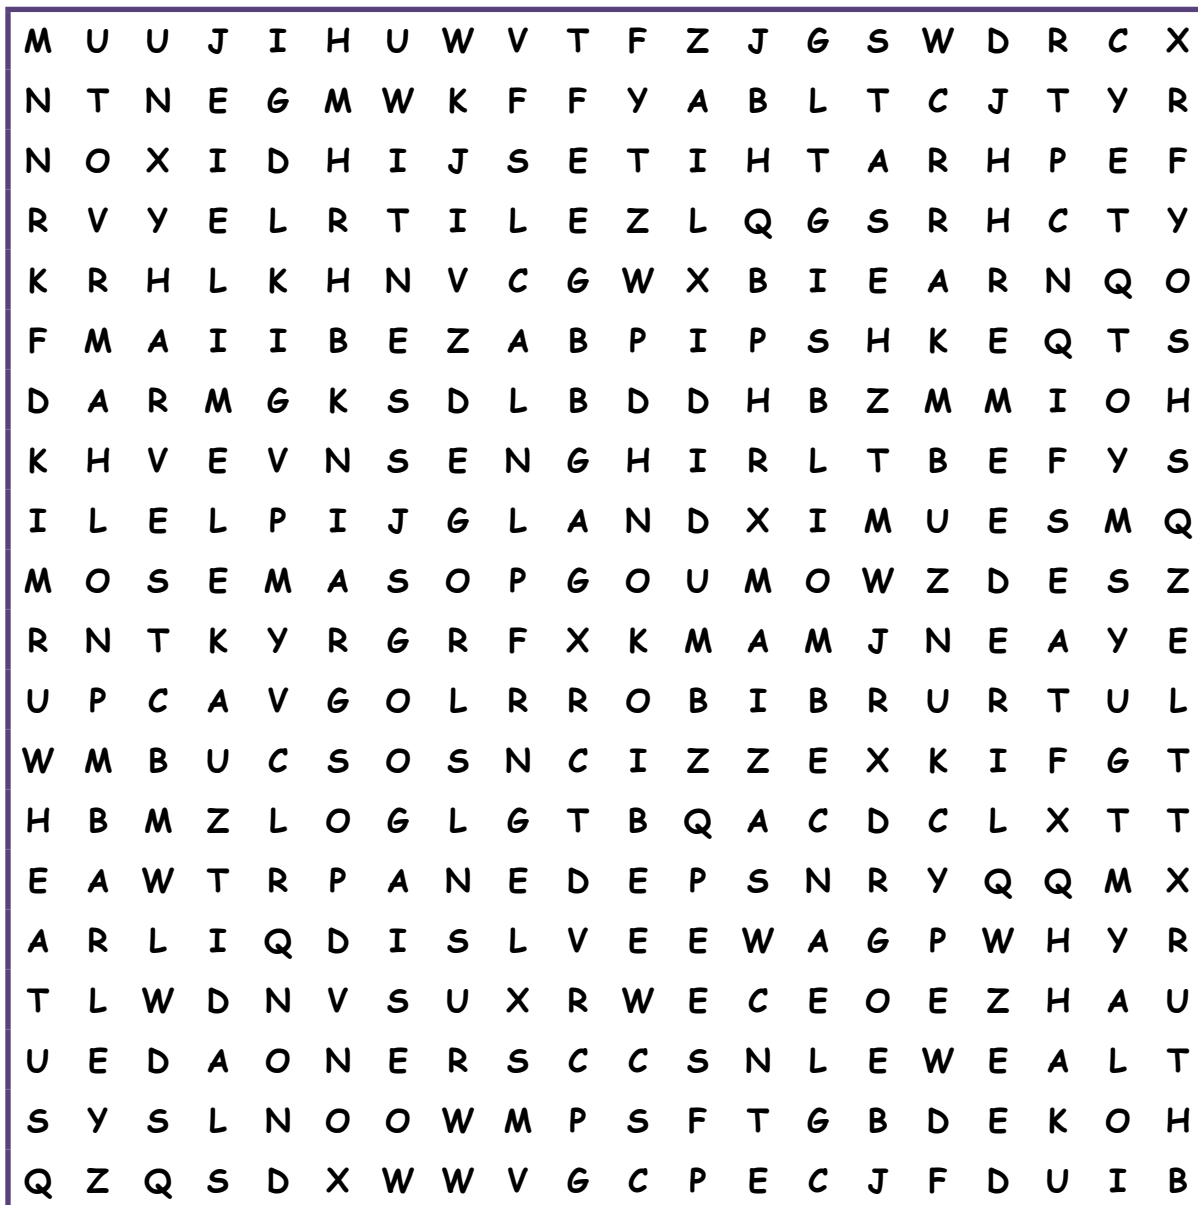 M U U J I H U W V T F Z J G S W D R C X
N T N E G M W K F F Y A B L T C J T Y R
N O X I D H I J S E T I H T A R H P E F
R V Y E L R T I L E Z L Q G S R H C T Y
K R H L K H N V C G W X B I E A R N Q O
F M A I I B E Z A B P I P S H K E Q T S
D A R M G K S D L B D D H B Z M M I O H
K H V E V N S E N G H I R L T B E F Y S
I L E L P I J G L A N D X I M U E S M Q
M O S E M A S O P G O U M O W Z D E S Z
R N T K Y R G R F X K M A M J N E A Y E
U P C A V G O L R R O B I B R U R T U L
W M B U C S O S N C I Z Z E X K I F G T
H B M Z L O G L G T B Q A C D C L X T T
E A W T R P A N E D E P S N R Y Q Q M X
A R L I Q D I S L V E E W A G P W H Y R
T L W D N V S U X R W E C E O E Z H A U
U E D A O N E R S C C S N L E W E A L T
S Y S L N O O W M P S F T G B D E K O H
Q Z Q S D X W W V G C P E C J F D U I B